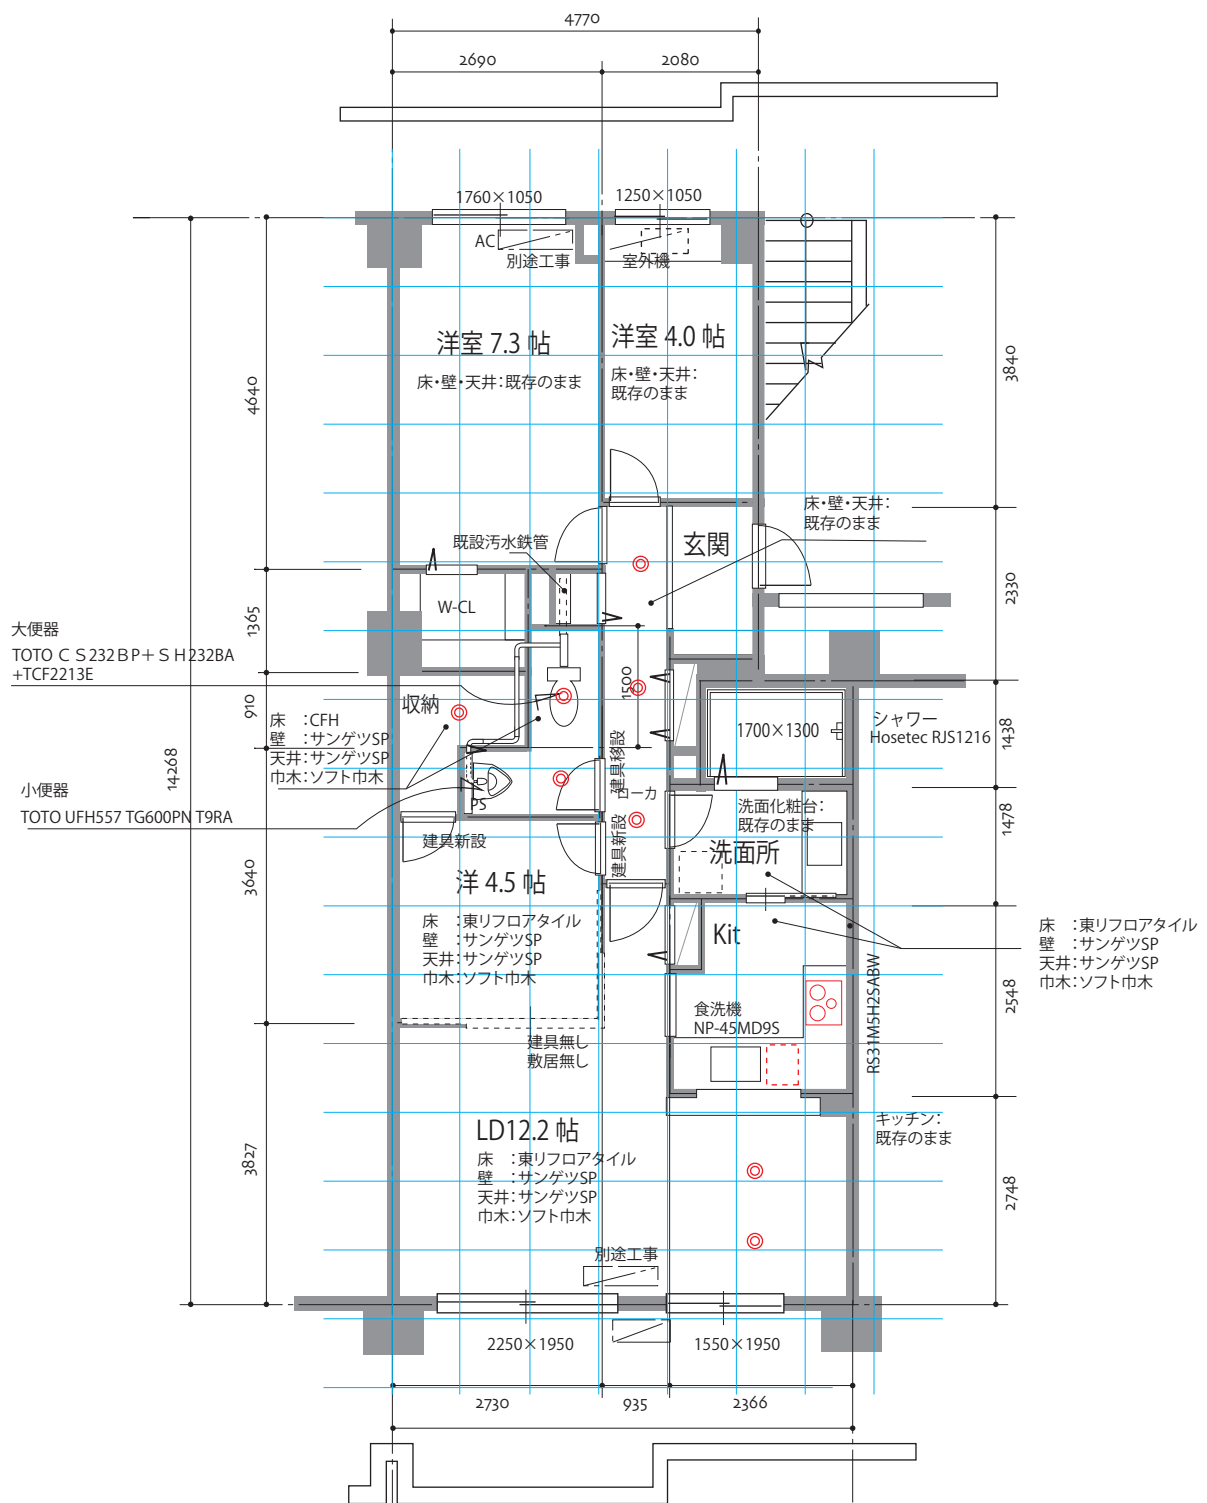 4770
2690
2080
1760×1050
1250×1050
AC
別途工事
室外機
洋室 7.3 帖
床・壁・天井：既存のまま
洋室 4.0 帖
床・壁・天井：
既存のまま
3840
4640
床・壁・天井：
既存のまま
玄関
既設汚水鉄管
2330
W-CL
1365
大便器
TOTO ＣＳ232ＢＰ＋ＳＨ232BA
+TCF2213E
1500
収納
910
床　：CFH
壁　：サンゲツSP
天井：サンゲツSP
巾木：ソフト巾木
1700×1300
シャワー
Hosetec RJS1216
1438
14268
建具移設
小便器
TOTO UFH557 TG600PN T9RA
PS
ローカ
洗面化粧台：
既存のまま
1478
建具新設
建具新設
洗面所
洋 4.5 帖
3640
床　：東リフロアタイル
壁　：サンゲツSP
天井：サンゲツSP
巾木：ソフト巾木
Kit
床　：東リフロアタイル
壁　：サンゲツSP
天井：サンゲツSP
巾木：ソフト巾木
食洗機
NP-45MD9S
RS31M5H2SABW
2548
建具無し
敷居無し
キッチン：
既存のまま
LD12.2 帖
床　：東リフロアタイル
壁　：サンゲツSP
天井：サンゲツSP
巾木：ソフト巾木
3827
2748
別途工事
2250×1950
1550×1950
2730
935
2366